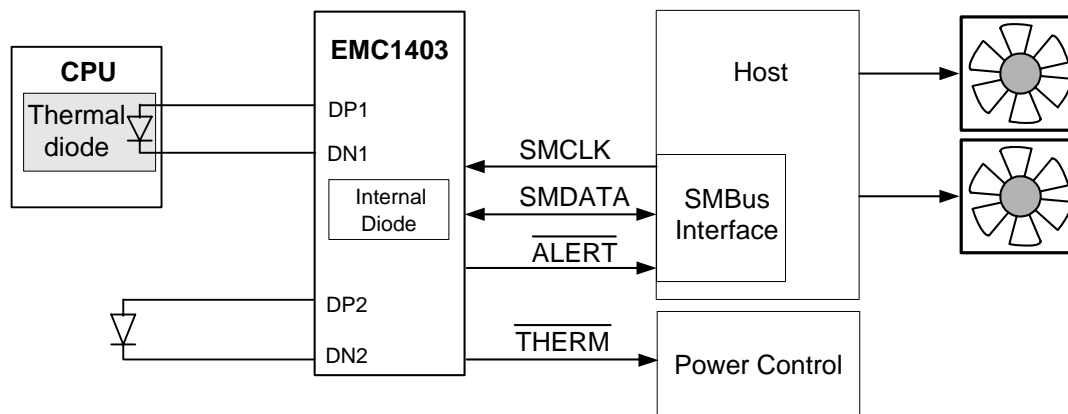 CPU
Thermal
diode
EMC1403
DP1
DN1
Internal
Diode
DP2
DN2
SMCLK
SMDATA
ALERT
THERM
Host
SMBus
Interface
Power Control